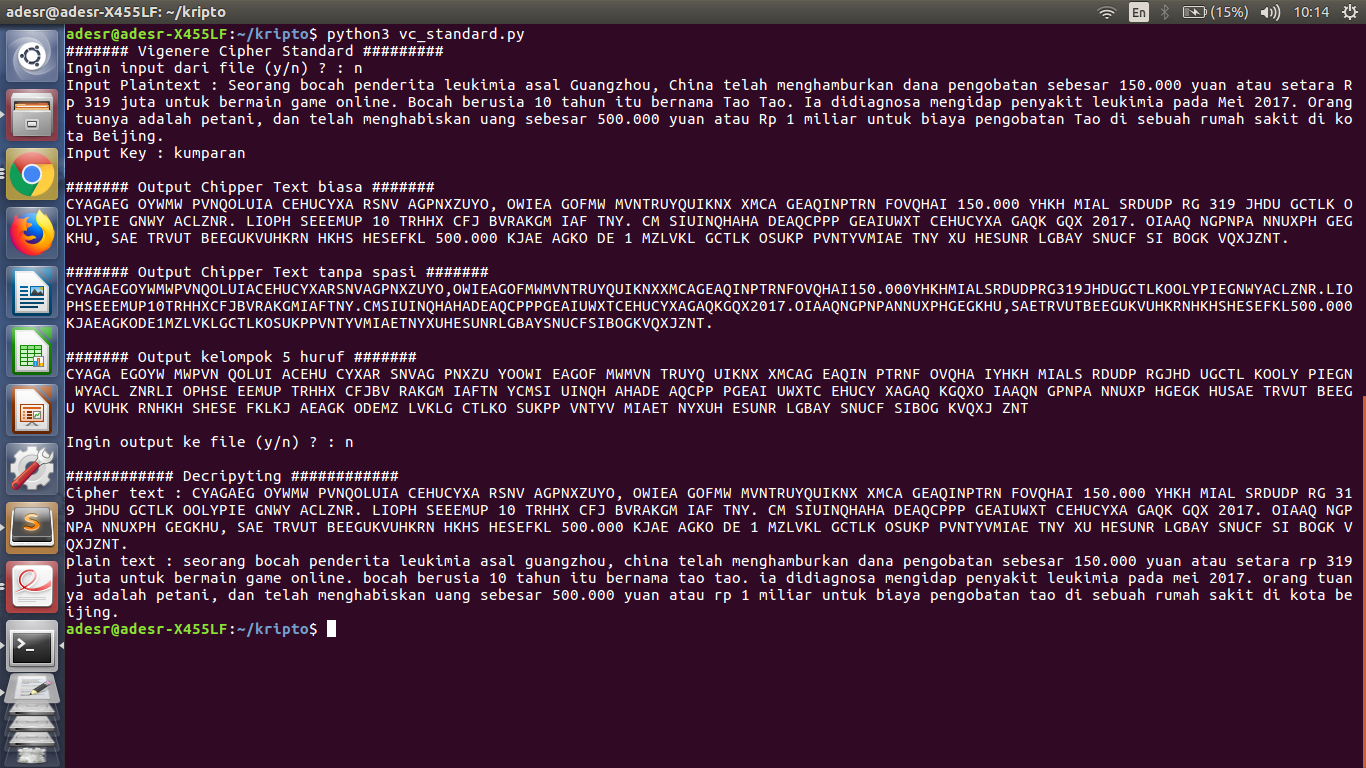 adesr@adesr-X455LF: ~/kripto
En (15%) 10:14
adesr@adesr-X455LF:~/kripto$ python3 vc_standard.py
####### Vigenere Cipher Standard #########
Ingin input dari file (y/n) ? : n
Input Plaintext : Seorang bocah penderita leukimia asal Guangzhou, China telah menghamburkan dana pengobatan sebesar 150.000 yuan atau setara R
p 319 juta untuk bermain game online. Bocah berusia 10 tahun itu bernama Tao Tao. Ia didiagnosa mengidap penyakit leukimia pada Mei 2017. Orang
 tuanya adalah petani, dan telah menghabiskan uang sebesar 500.000 yuan atau Rp 1 miliar untuk biaya pengobatan Tao di sebuah rumah sakit di ko
ta Beijing.
Input Key : kumparan
####### Output Chipper Text biasa #######
CYAGAEG OYWMW PVNQOLUIA CEHUCYXA RSNV AGPNXZUYO, OWIEA GOFMW MVNTRUYQUIKNX XMCA GEAQINPTRN FOVQHAI 150.000 YHKH MIAL SRDUDP RG 319 JHDU GCTLK O
OLYPIE GNWY ACLZNR. LIOPH SEEEMUP 10 TRHHX CFJ BVRAKGM IAF TNY. CM SIUINQHAHA DEAQCPPP GEAIUWXT CEHUCYXA GAQK GQX 2017. OIAAQ NGPNPA NNUXPH GEG
KHU, SAE TRVUT BEEGUKVUHKRN HKHS HESEFKL 500.000 KJAE AGKO DE 1 MZLVKL GCTLK OSUKP PVNTYVMIAE TNY XU HESUNR LGBAY SNUCF SI BOGK VQXJZNT.
####### Output Chipper Text tanpa spasi #######
CYAGAEGOYWMWPVNQOLUIACEHUCYXARSNVAGPNXZUYO,OWIEAGOFMWMVNTRUYQUIKNXXMCAGEAQINPTRNFOVQHAI150.000YHKHMIALSRDUDPRG319JHDUGCTLKOOLYPIEGNWYACLZNR.LIO
PHSEEEMUP10TRHHXCFJBVRAKGMIAFTNY.CMSIUINQHAHADEAQCPPPGEAIUWXTCEHUCYXAGAQKGQX2017.OIAAQNGPNPANNUXPHGEGKHU,SAETRVUTBEEGUKVUHKRNHKHSHESEFKL500.000
KJAEAGKODE1MZLVKLGCTLKOSUKPPVNTYVMIAETNYXUHESUNRLGBAYSNUCFSIBOGKVQXJZNT.
####### Output kelompok 5 huruf #######
CYAGA EGOYW MWPVN QOLUI ACEHU CYXAR SNVAG PNXZU YOOWI EAGOF MWMVN TRUYQ UIKNX XMCAG EAQIN PTRNF OVQHA IYHKH MIALS RDUDP RGJHD UGCTL KOOLY PIEGN
 WYACL ZNRLI OPHSE EEMUP TRHHX CFJBV RAKGM IAFTN YCMSI UINQH AHADE AQCPP PGEAI UWXTC EHUCY XAGAQ KGQXO IAAQN GPNPA NNUXP HGEGK HUSAE TRVUT BEEG
U KVUHK RNHKH SHESE FKLKJ AEAGK ODEMZ LVKLG CTLKO SUKPP VNTYV MIAET NYXUH ESUNR LGBAY SNUCF SIBOG KVQXJ ZNT
Ingin output ke file (y/n) ? : n
############ Decripyting ############
Cipher text : CYAGAEG OYWMW PVNQOLUIA CEHUCYXA RSNV AGPNXZUYO, OWIEA GOFMW MVNTRUYQUIKNX XMCA GEAQINPTRN FOVQHAI 150.000 YHKH MIAL SRDUDP RG 31
9 JHDU GCTLK OOLYPIE GNWY ACLZNR. LIOPH SEEEMUP 10 TRHHX CFJ BVRAKGM IAF TNY. CM SIUINQHAHA DEAQCPPP GEAIUWXT CEHUCYXA GAQK GQX 2017. OIAAQ NGP
NPA NNUXPH GEGKHU, SAE TRVUT BEEGUKVUHKRN HKHS HESEFKL 500.000 KJAE AGKO DE 1 MZLVKL GCTLK OSUKP PVNTYVMIAE TNY XU HESUNR LGBAY SNUCF SI BOGK V
QXJZNT.
plain text : seorang bocah penderita leukimia asal guangzhou, china telah menghamburkan dana pengobatan sebesar 150.000 yuan atau setara rp 319
 juta untuk bermain game online. bocah berusia 10 tahun itu bernama tao tao. ia didiagnosa mengidap penyakit leukimia pada mei 2017. orang tuan
ya adalah petani, dan telah menghabiskan uang sebesar 500.000 yuan atau rp 1 miliar untuk biaya pengobatan tao di sebuah rumah sakit di kota be
ijing.
adesr@adesr-X455LF:~/kripto$